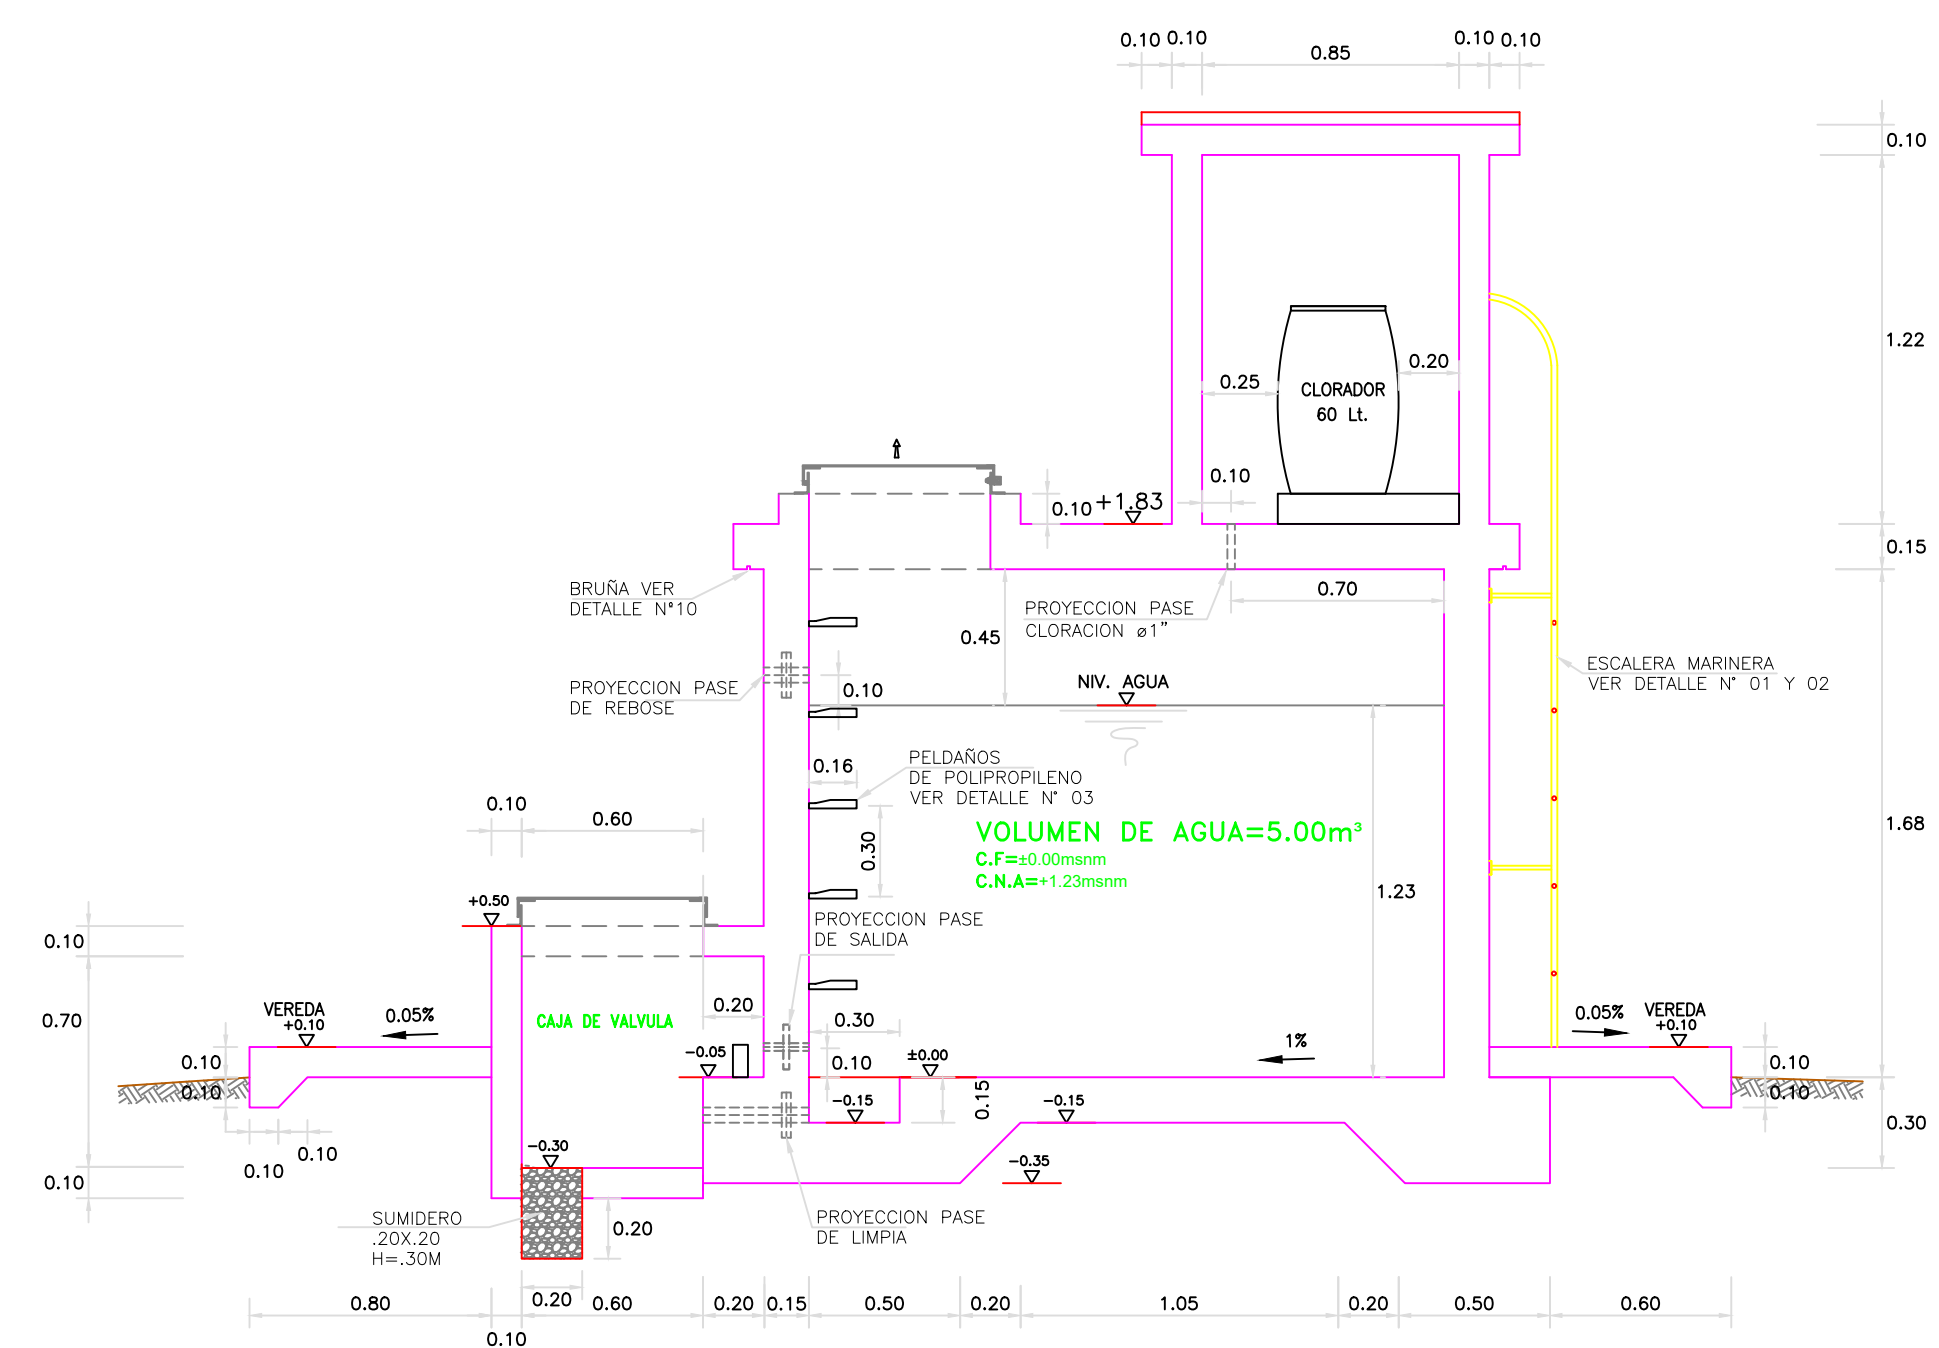 0.10 0.10 0.85 0.10 0.10
0.10
1.22
0.20
0.25
CLORADOR
60 Lt.
0.10
0.10 +1.83
0.15
BRUÑA VER
DETALLE N°10
0.70
PROYECCION PASE
CLORACION ø1”
0.45
ESCALERA MARINERA
VER DETALLE N° 01 Y 02
NIV. AGUA
PROYECCION PASE
DE REBOSE
0.10
0.16
PELDAÑOS
DE POLIPROPILENO
VER DETALLE N° 03
0.10
0.60
0.30
VOLUMEN DE AGUA=5.00m³
C.F=±0.00msnm
C.N.A=+1.23msnm
1.68
1.23
+0.50
PROYECCION PASE
DE SALIDA
0.10
0.70
VEREDA
+0.10
0.05%
CAJA DE VALVULA
0.20
0.30
1%
0.05%
VEREDA
+0.10
-0.05
±0.00
0.10
0.10
0.10
0.10
0.10
0.15
-0.15
-0.15
0.30
0.10
0.10
-0.30
-0.35
0.10
SUMIDERO
.20X.20
H=.30M
0.20
PROYECCION PASE
DE LIMPIA
0.80 0.20 0.60 0.20 0.15 0.50 0.20 1.05 0.20 0.50 0.60
0.10